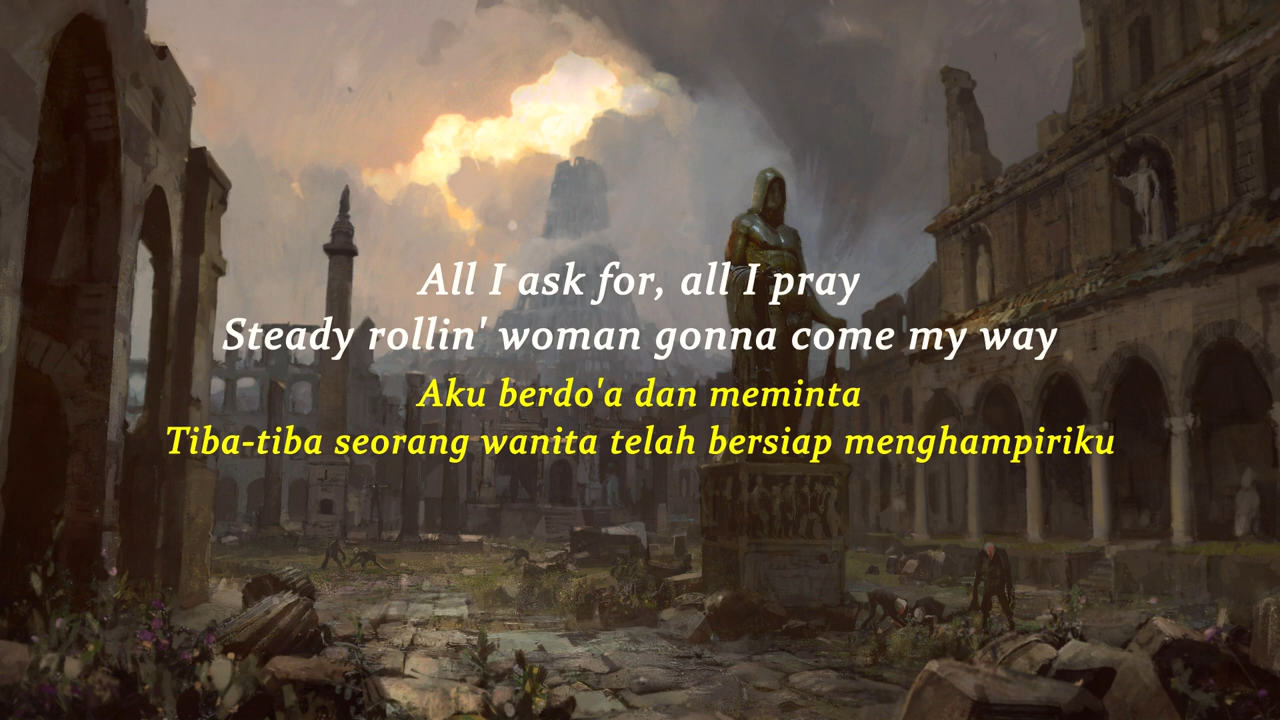 All I ask for, all I pray
Steady rollin' woman gonna come my way
Aku berdo'a dan meminta
Tiba-tiba seorang wanita telah bersiap menghampiriku